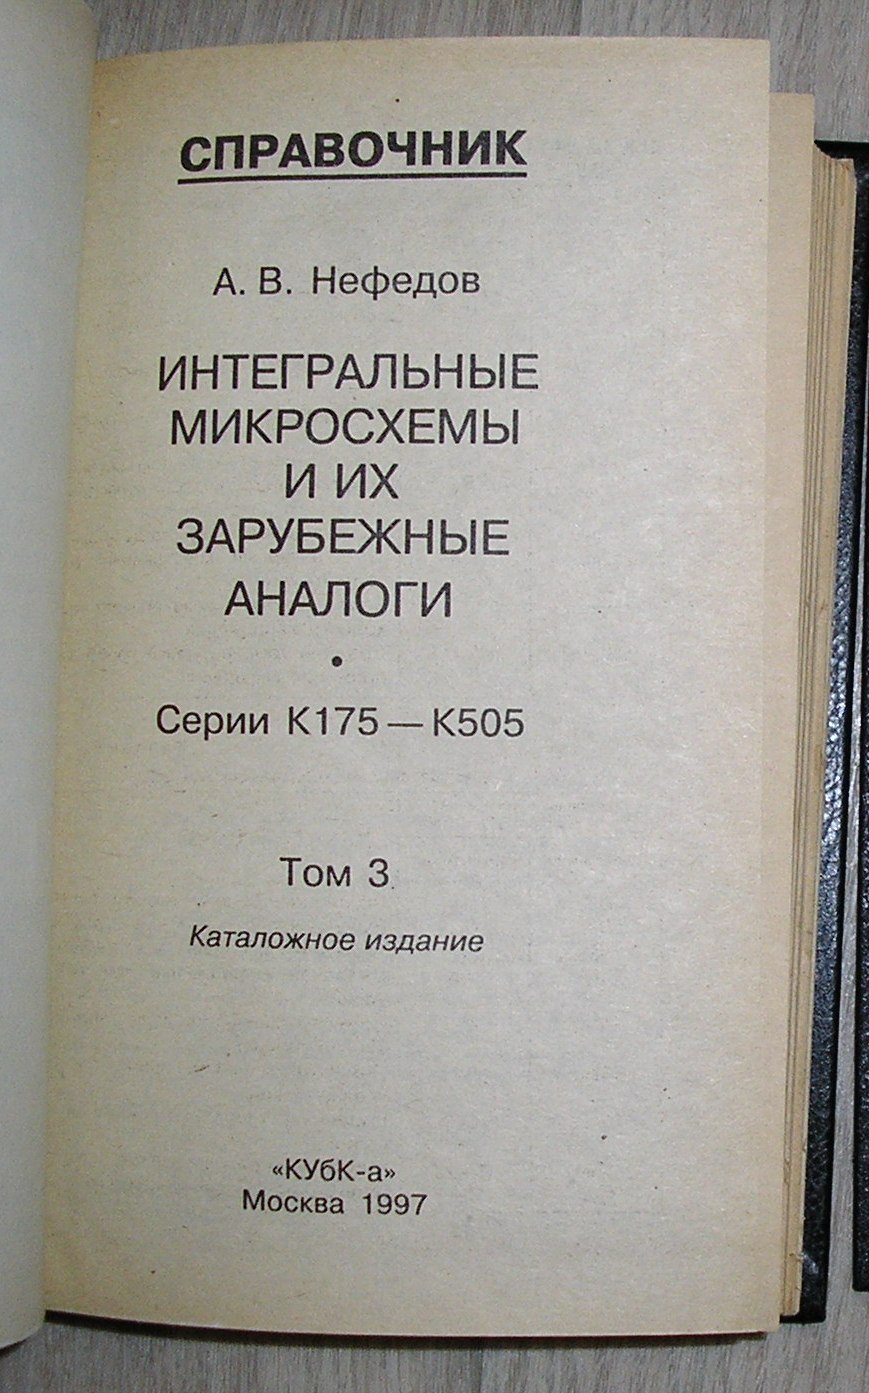 СПРАВОЧНИК
А. В. Нефедов
ИНТЕГРАЛЬНЫЕ
МИКРОСХЕМЫ
И ИХ
ЗАРУБЕЖНЫЕ
АНАЛОГИ
•
Серии К175 — К505
Том 3
Каталожное издание
«КУбК-а»
Москва 1997